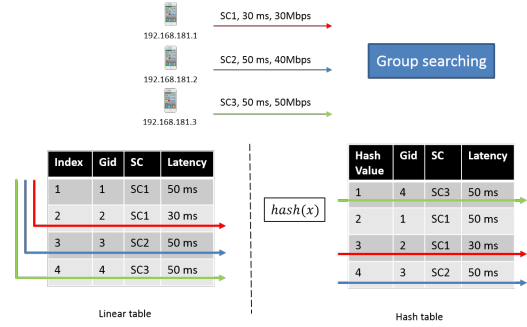 SC1, 30 ms, 30Mbps
192.168.181.1
SC2, 50 ms, 40Mbps
Group searching
192.168.181.2
SC3, 50 ms, 50Mbps
192.168.181.3
Index Gid SC Latency
1 1 SC1 50 ms
2 2 SC1 30 ms
3 3 SC2 50 ms
4 4 SC3 50 ms
Linear table
hash(x)
Hash Value Gid SC Latency
1 4 SC3 50 ms
2 1 SC1 50 ms
3 2 SC1 30 ms
4 3 SC2 50 ms
Hash table